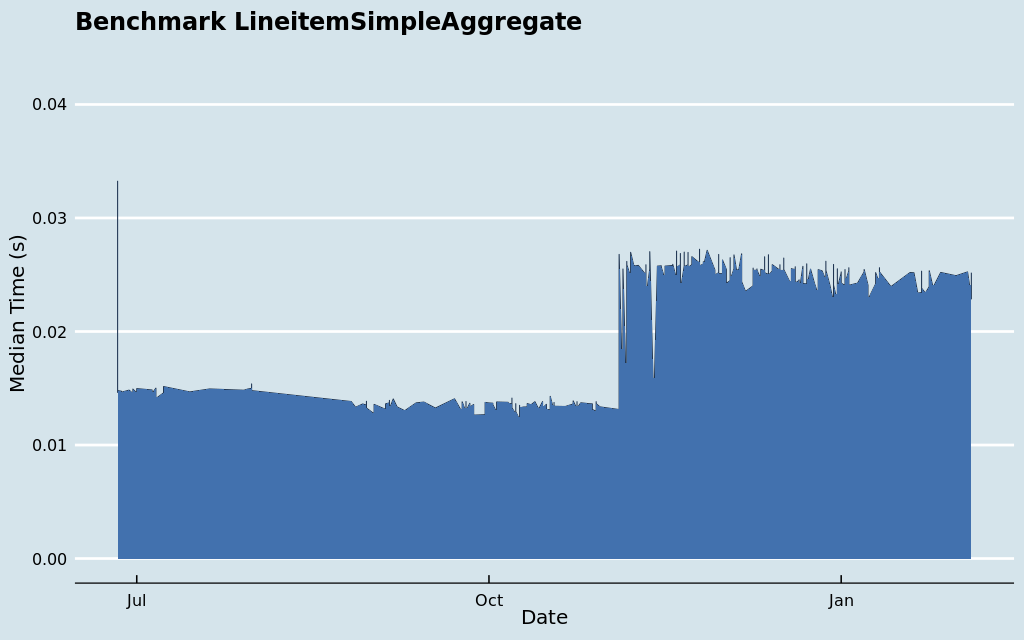 Benchmark LineitemSimpleAggregate
0.04
0.03
0.02
0.01
0.00
Median Time (s)
Jul Oct Jan
Date